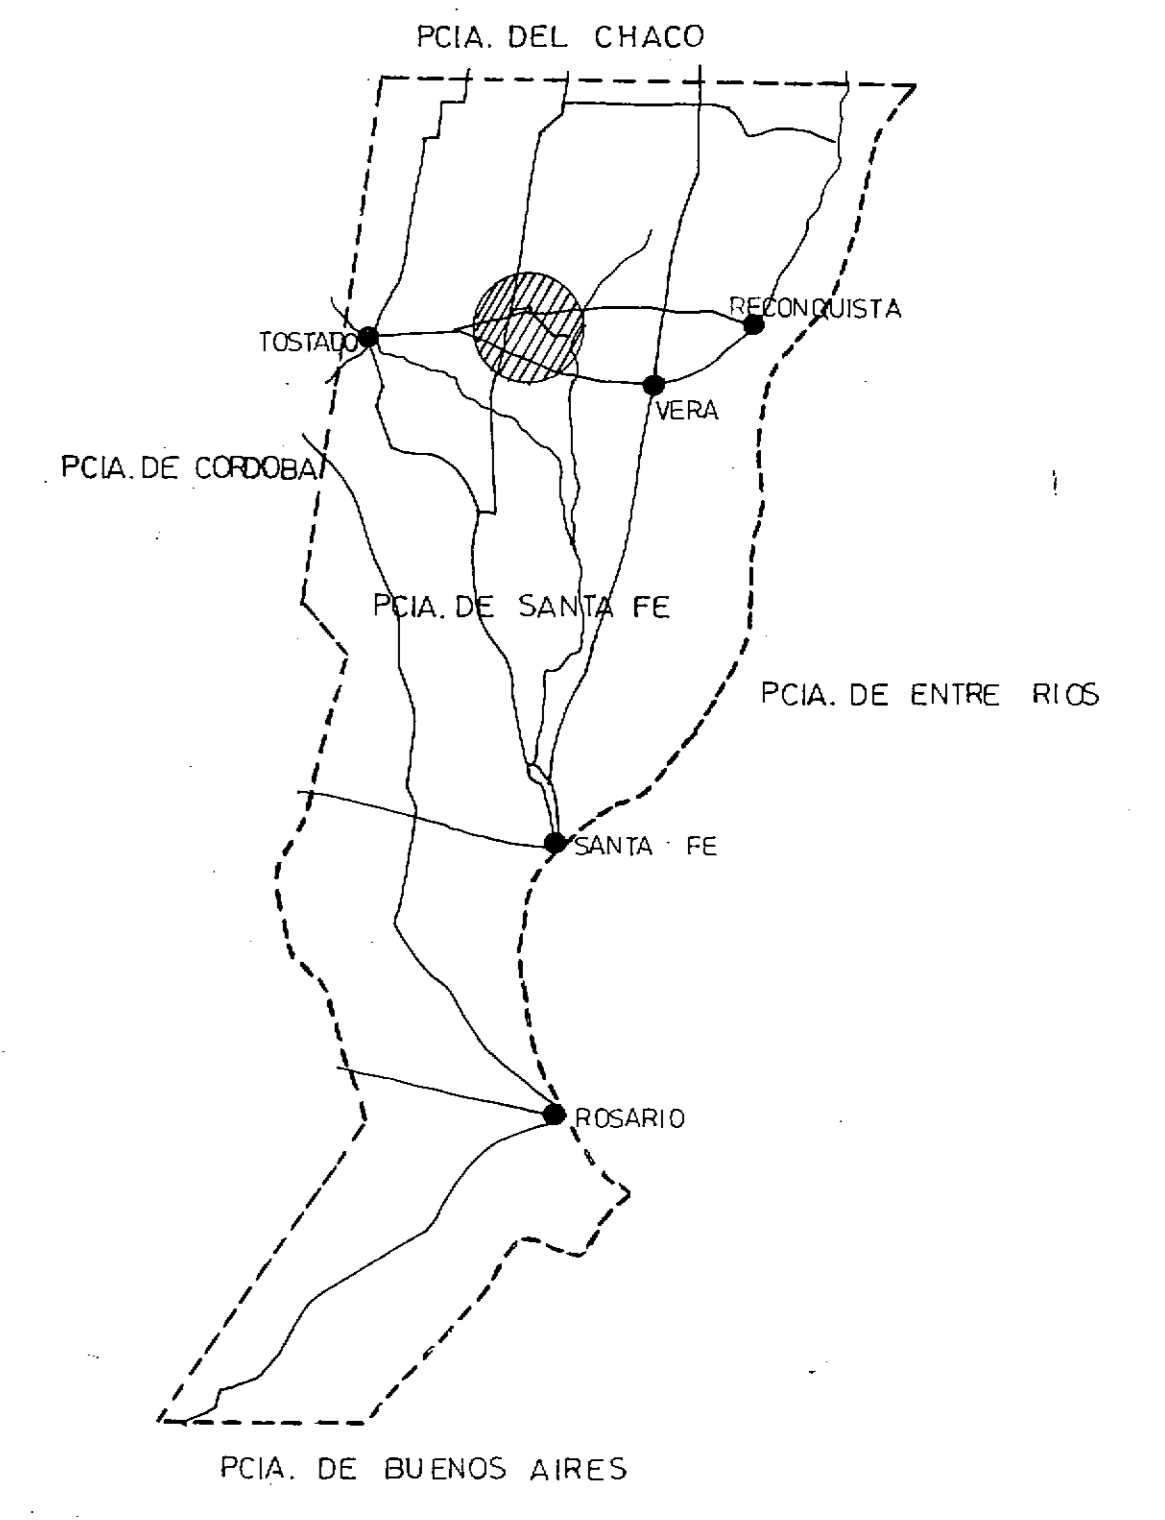 PCIA. DEL CHACO
RECONQUISTA
TOSTADO
VERA
PCIA. DE CORDOBA
PCIA. DE SANTA FE
PCIA. DE ENTRE RIOS
SANTA FE
ROSARIO
PCIA. DE BUENOS AIRES